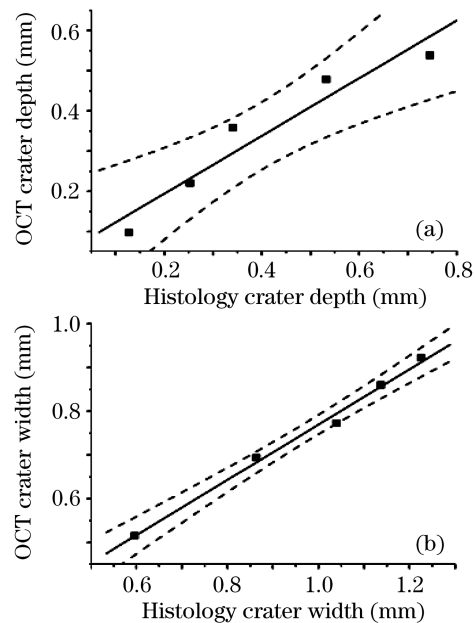 0.6
0.4
0.2
OCT crater depth (mm)
(a)
0.2 0.4 0.6 0.8
Histology crater depth (mm)
1.0
0.8
0.6
OCT crater width (mm)
(b)
0.6 0.8 1.0 1.2
Histology crater width (mm)